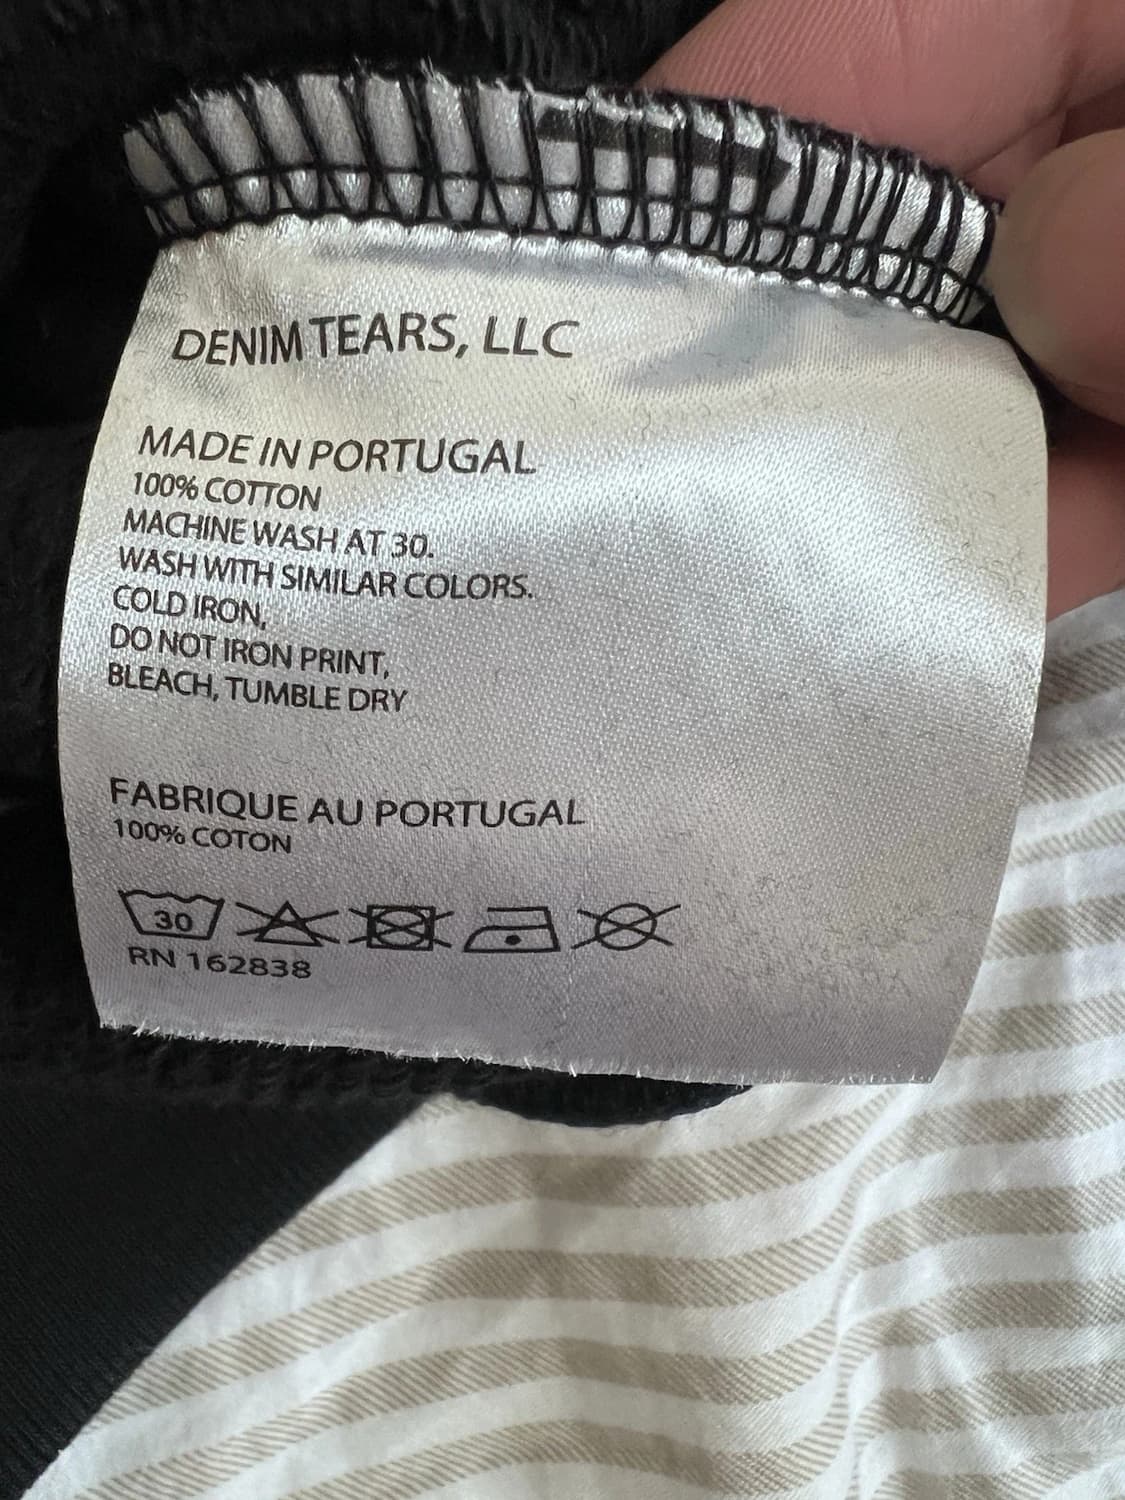 DENIM TEARS, LLC
MADE IN PORTUGAL
100% COTTON
MACHINE WASH AT 30.
WASH WITH SIMILAR COLORS.
COLD IRON,
DO NOT IRON PRINT,
BLEACH, TUMBLE DRY
FABRIQUE AU PORTUGAL
100% COTON
30
RN 162838